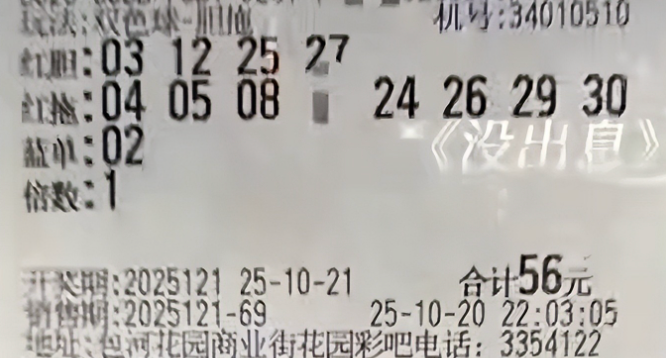 玩法:双色球-胆拖 机号:34010510
红胆:03 12 25 27
红拖:04 05 08 24 26 29 30
《没出息》
蓝单:02
倍数:1
开奖期:2025121 25-10-21 合计56元
销售期:2025121-69 25-10-20 22:03:05
地址:包河花园商业街花园彩吧电话:3354122